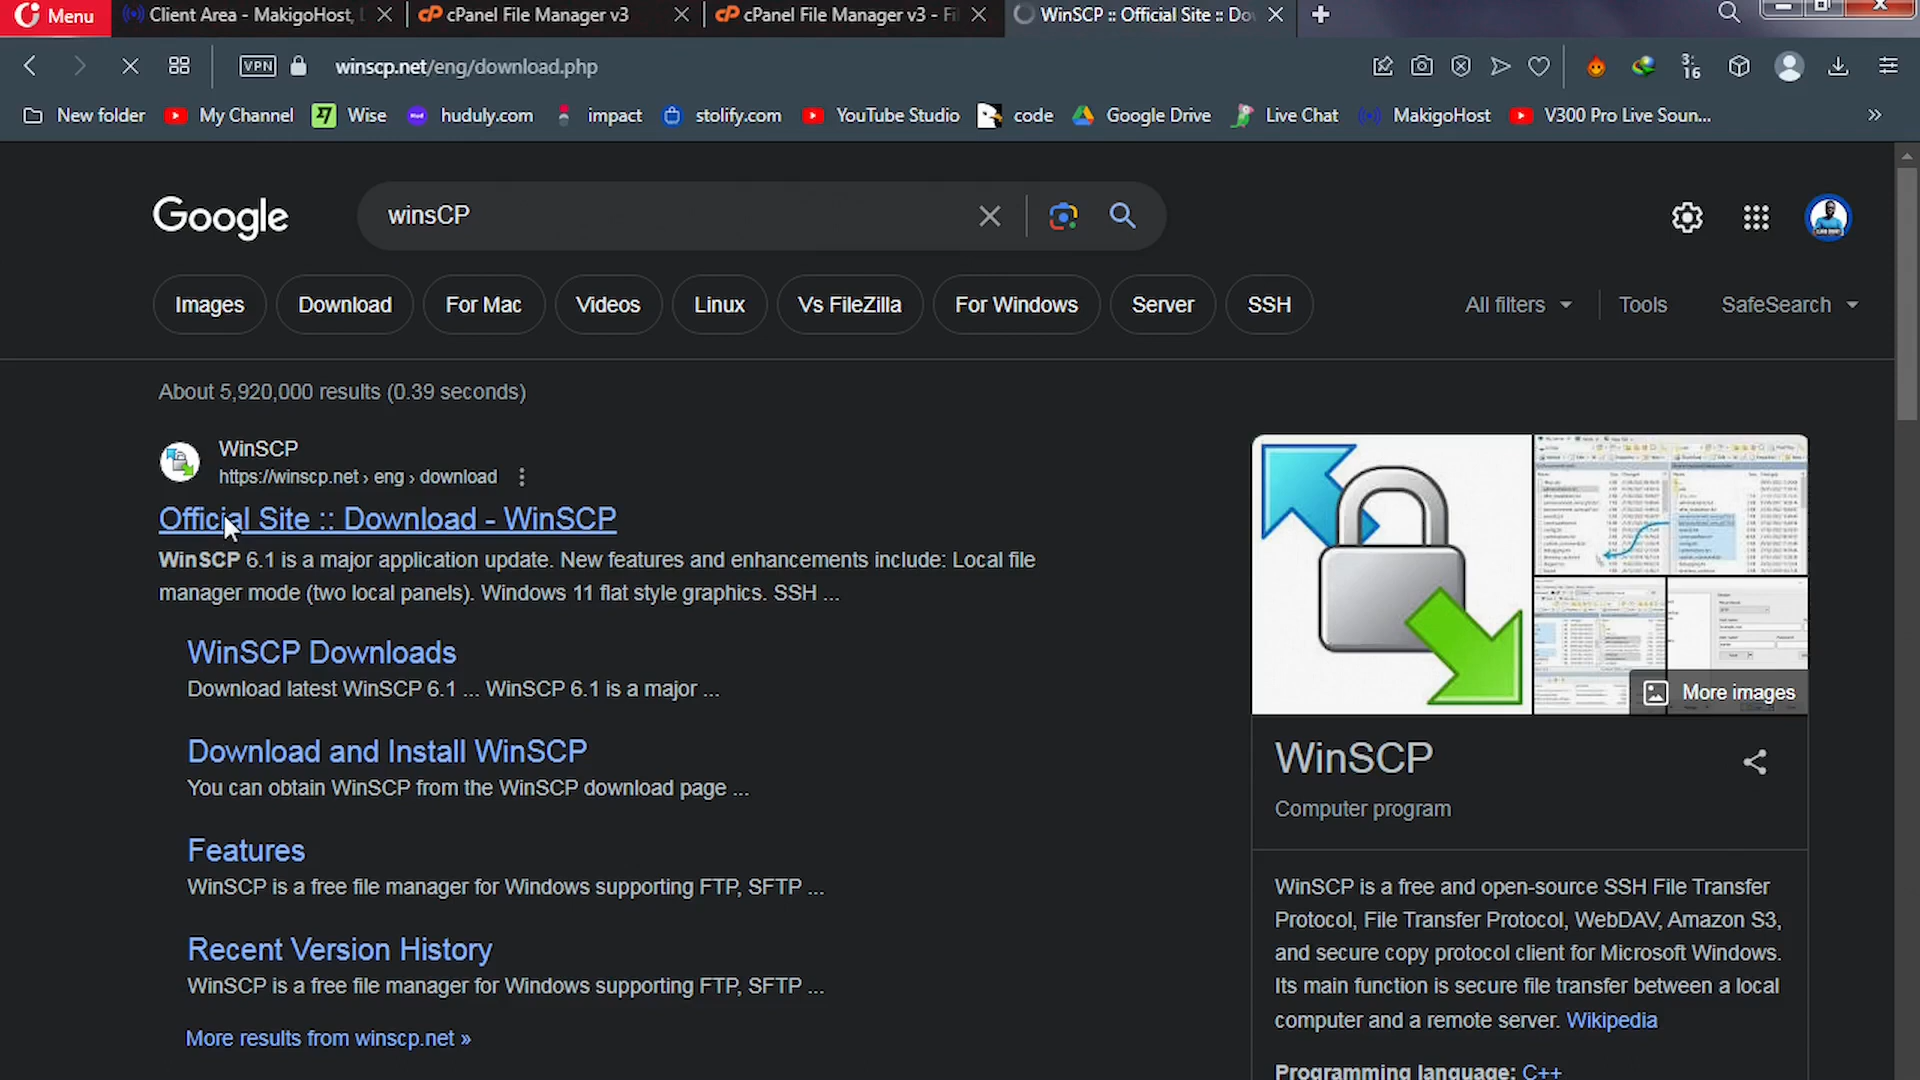 Menu
Client Area - MakigoHost, L
cPanel File Manager v3
cPanel File Manager v3 - Fi
WinSCP :: Official Site :: Do
VPN
winscp.net/eng/download.php
3:
16
New folder
My Channel
Wise
huduly.com
impact
stolify.com
YouTube Studio
code
Google Drive
Live Chat
MakigoHost
V300 Pro Live Soun...
»
Google
winsCP
Images
Download
For Mac
Videos
Linux
Vs FileZilla
For Windows
Server
SSH
All filters
Tools
SafeSearch
About 5,920,000 results (0.39 seconds)
WinSCP
https://winscp.net › eng › download
Official Site :: Download - WinSCP
WinSCP 6.1 is a major application update. New features and enhancements include: Local file
manager mode (two local panels). Windows 11 flat style graphics. SSH ...
WinSCP Downloads
Download latest WinSCP 6.1 ... WinSCP 6.1 is a major ...
Download and Install WinSCP
You can obtain WinSCP from the WinSCP download page ...
Features
WinSCP is a free file manager for Windows supporting FTP, SFTP ...
Recent Version History
WinSCP is a free file manager for Windows supporting FTP, SFTP ...
More results from winscp.net »
More images
WinSCP
Computer program
WinSCP is a free and open-source SSH File Transfer
Protocol, File Transfer Protocol, WebDAV, Amazon S3,
and secure copy protocol client for Microsoft Windows.
Its main function is secure file transfer between a local
computer and a remote server. Wikipedia
Programming language: C++